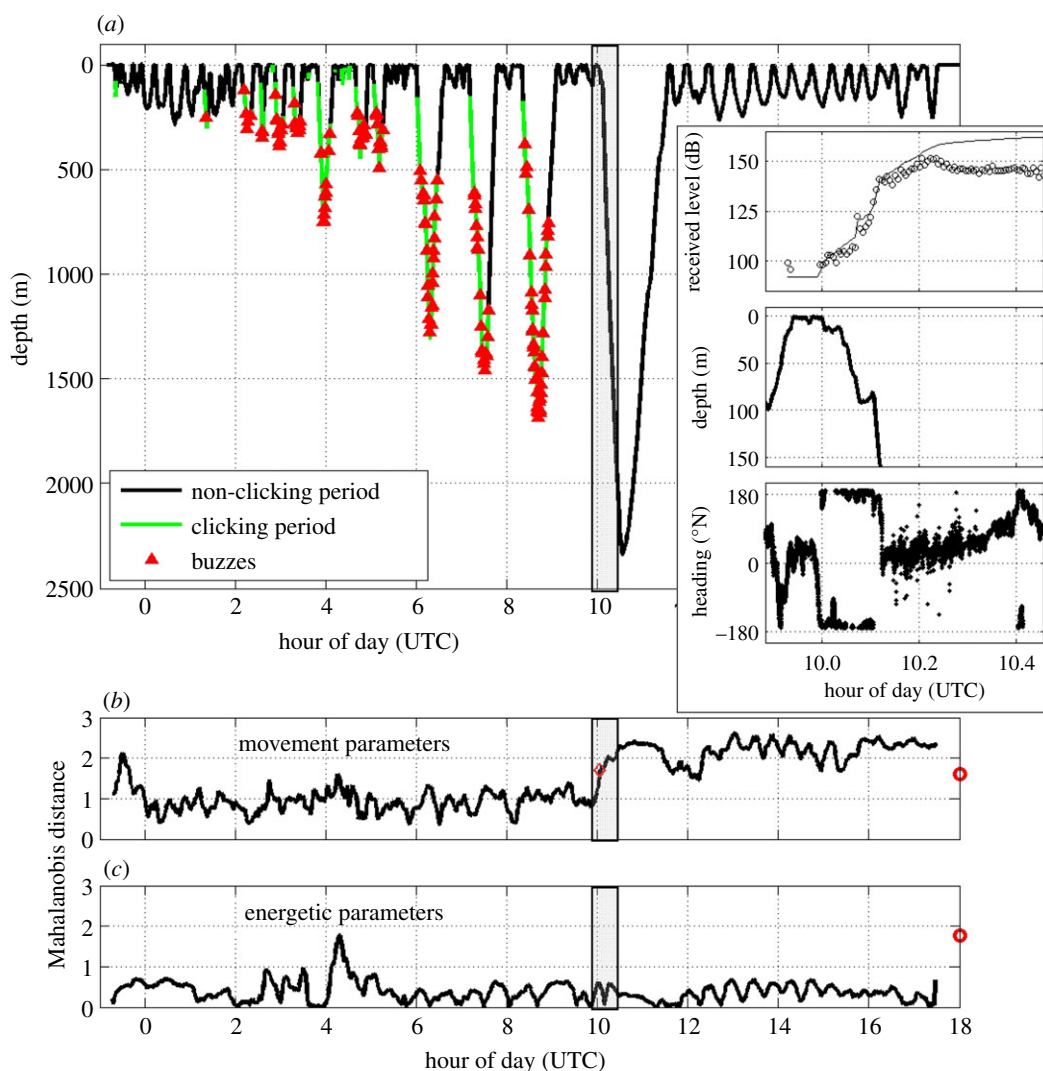 (a)
0
500
1000
1500
2000
2500
depth (m)
non-clicking period
clicking period
buzzes
0 2 4 6 8 10 12 14 16 18
hour of day (UTC)
150
125
100
received level (dB)
0
50
100
150
depth (m)
180
0
−180
heading (°N)
10.0 10.2 10.4
hour of day (UTC)
(b)
3
2
1
0
movement parameters
Mahalanobis distance
(c)
3
2
1
0
energetic parameters
0 2 4 6 8 10 12 14 16 18
hour of day (UTC)